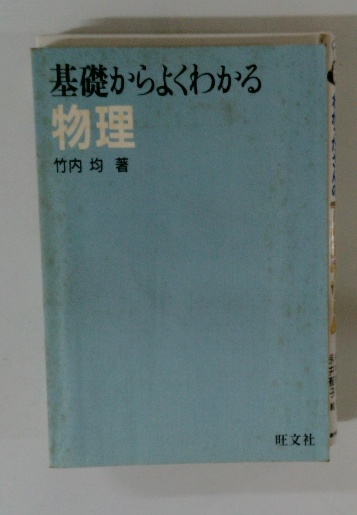 基礎からよくわかる
物理
竹内 均 著
旺文社